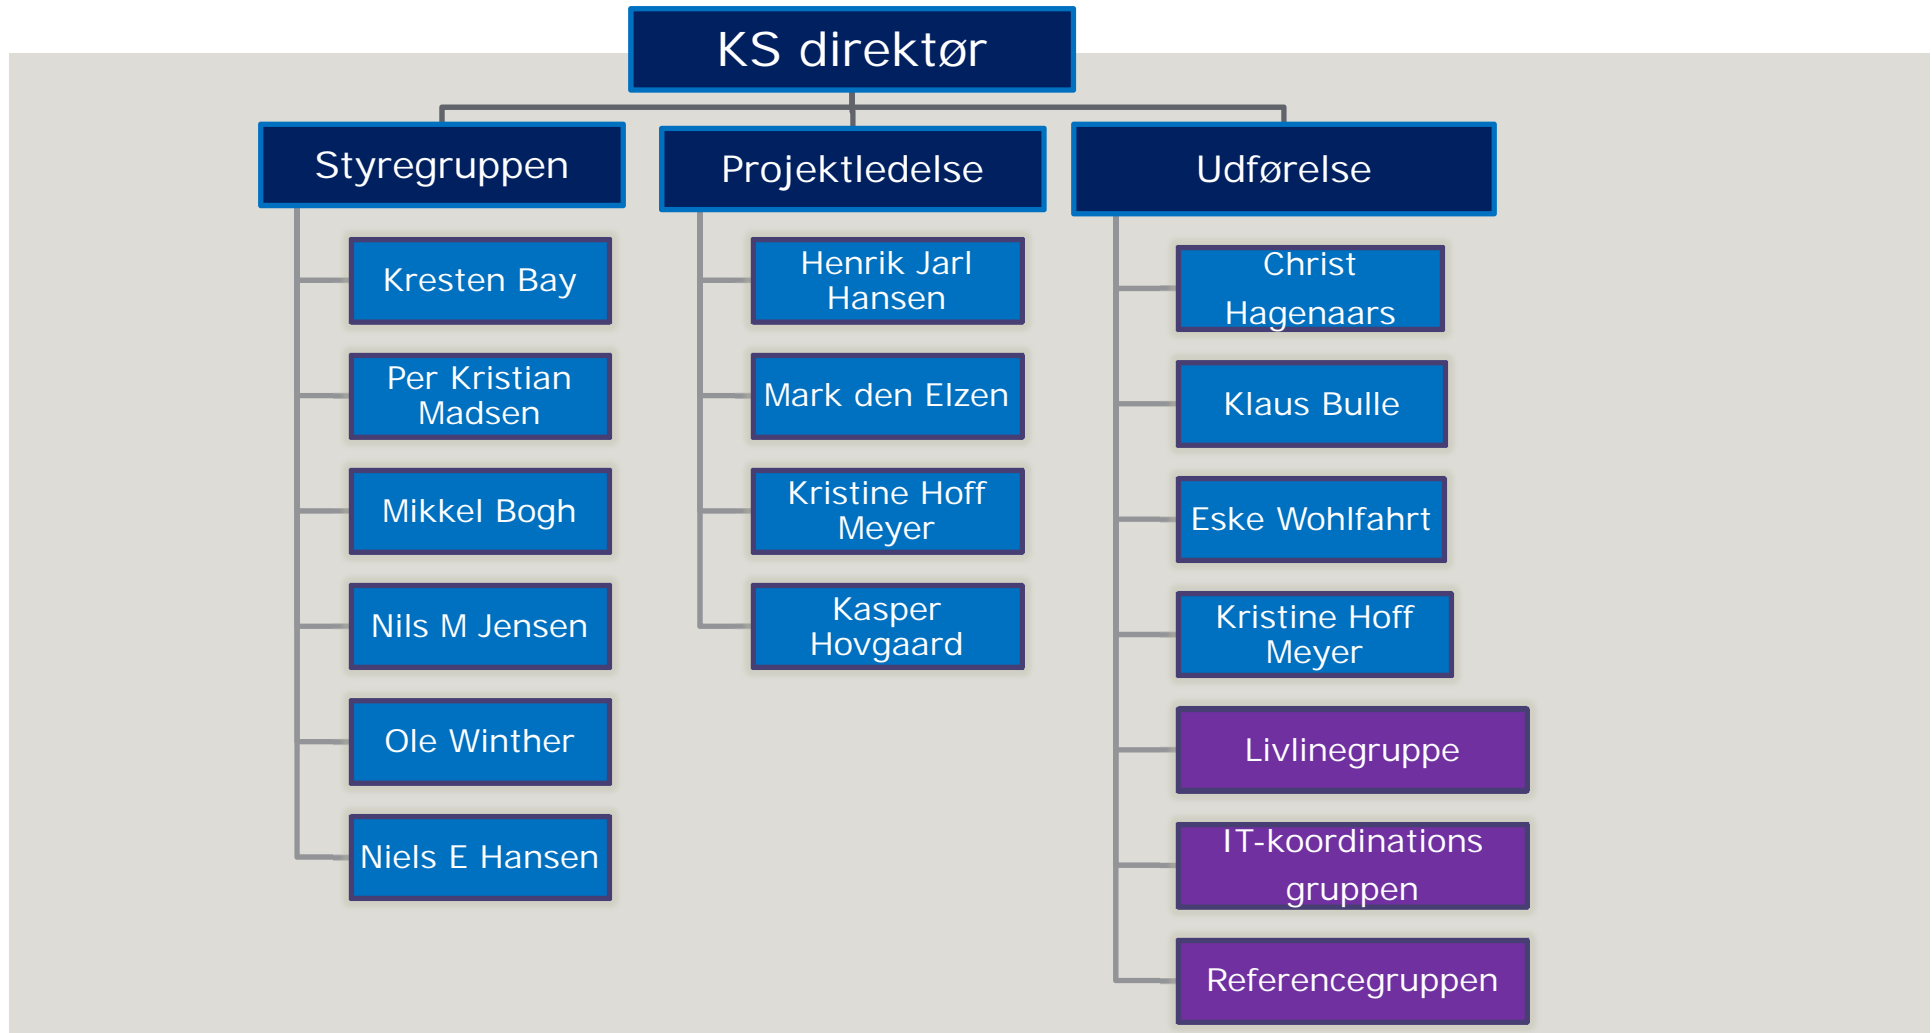 KS direktør
Styregruppen
Kresten Bay
Per Kristian
Madsen
Mikkel Bogh
Nils M Jensen
Ole Winther
Niels E Hansen
Projektledelse
Henrik Jarl
Hansen
Mark den Elzen
Kristine Hoff
Meyer
Kasper
Hovgaard
Udførelse
Christ
Hagenaars
Klaus Bulle
Eske Wohlfahrt
Kristine Hoff
Meyer
Livlinegruppe
IT-koordinations
gruppen
Referencegruppen